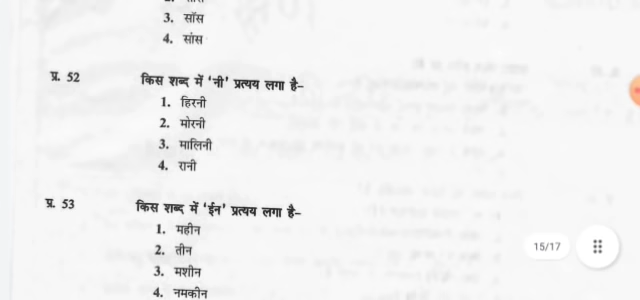 3. सॉस
4. सांस
प्र. 52 किस शब्द में 'नी' प्रत्यय लगा है-
1. हिरनी
2. मोरनी
3. मालिनी
4. रानी
प्र. 53 किस शब्द में 'ईन' प्रत्यय लगा है-
1. महीन
2. तीन
3. मशीन
4. नमकीन
15/17